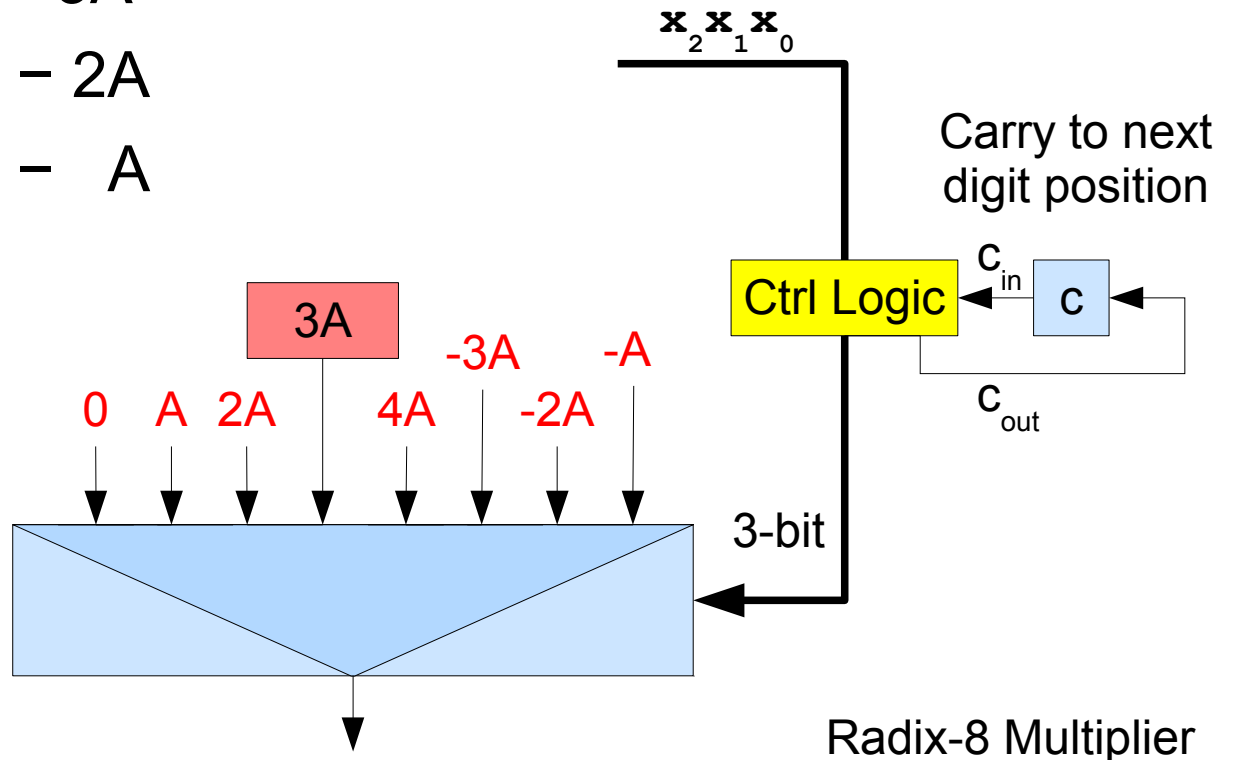 – 2A
– A
x2x1x0
Carry to next
digit position
cin
c
Ctrl Logic
cout
3A
-3A
-A
0 A 2A 4A -2A
3-bit
Radix-8 Multiplier